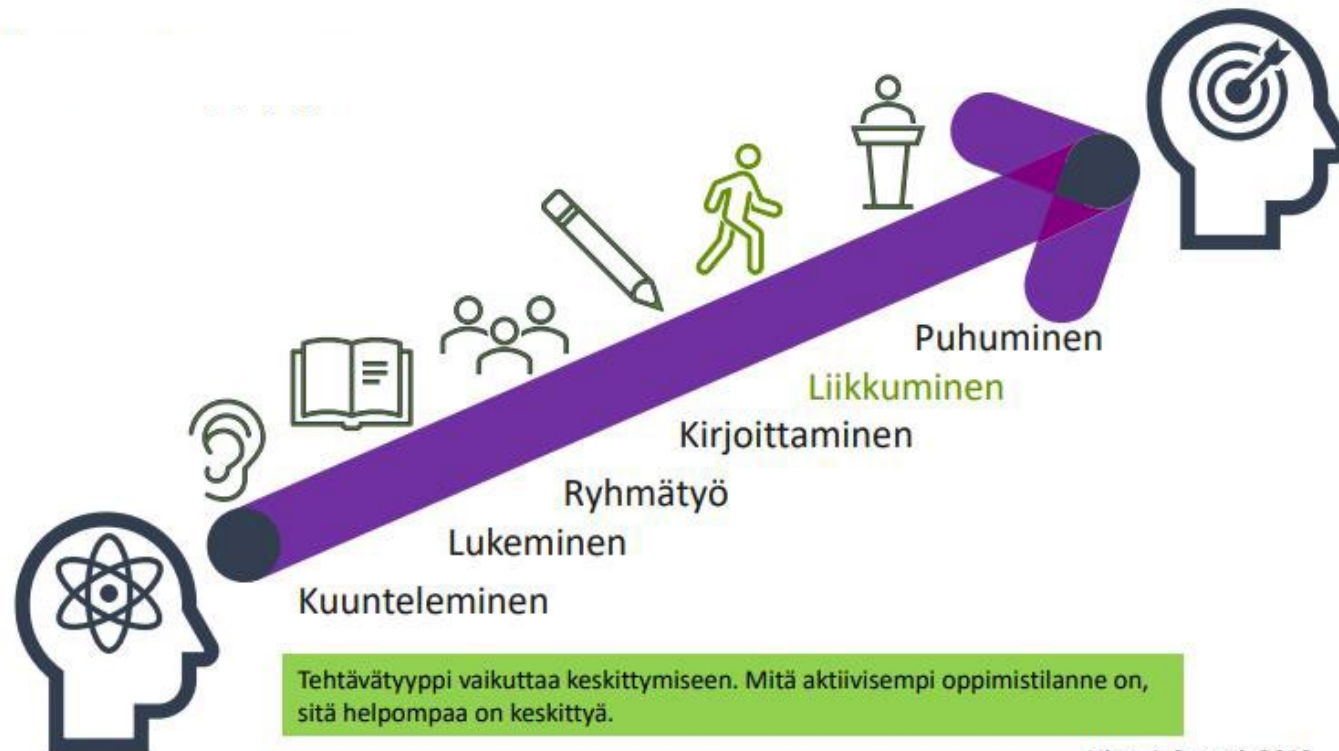 Puhuminen
Liikkuminen
Kirjoittaminen
Ryhmätyö
Lukeminen
Kuunteleminen
Tehtävätyyppi vaikuttaa keskittymiseen. Mitä aktiivisempi oppimistilanne on,
sitä helpompaa on keskittyä.